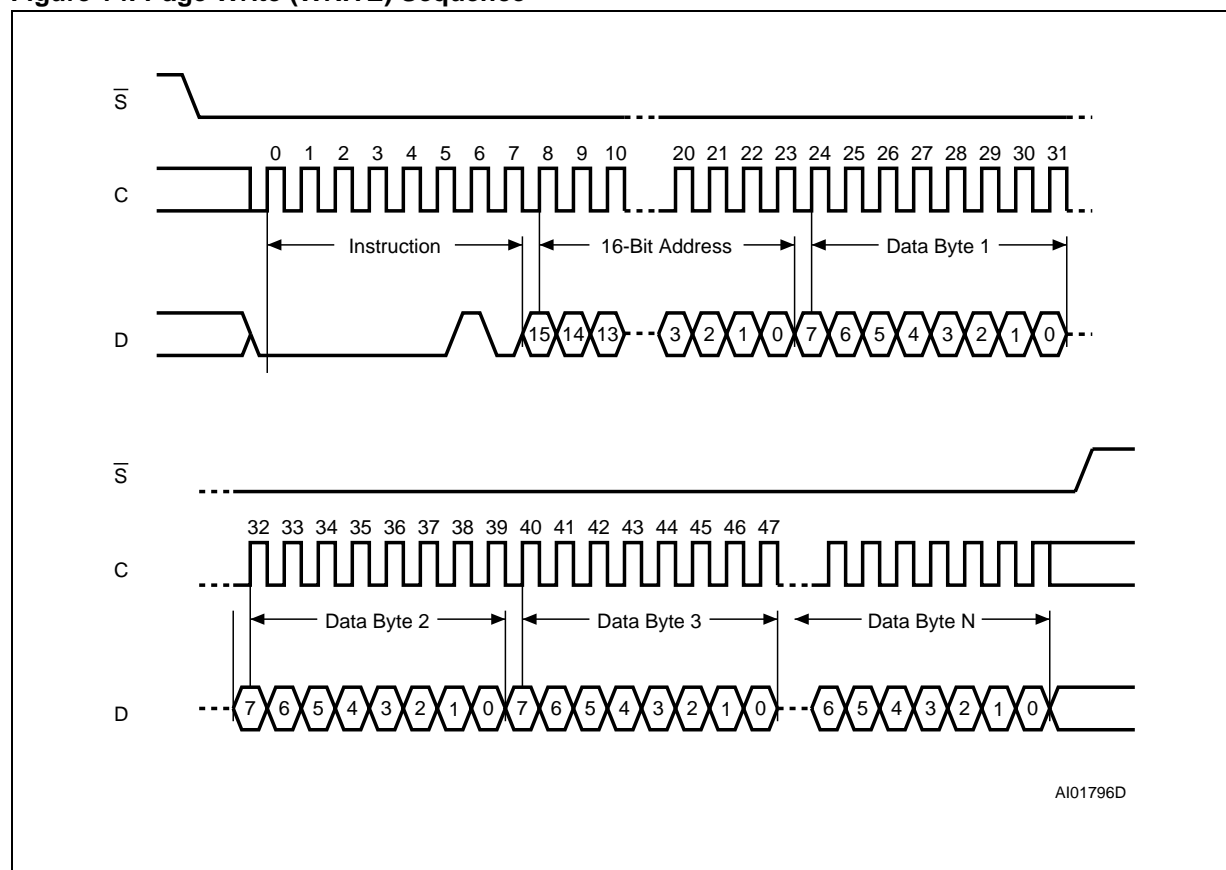 S
0 1 2 3 4 5 6 7 8 9 10 20 21 22 23 24 25 26 27 28 29 30 31
C
Instruction 16-Bit Address Data Byte 1
D 15 14 13 3 2 1 0 7 6 5 4 3 2 1 0
S
32 33 34 35 36 37 38 39 40 41 42 43 44 45 46 47
C
Data Byte 2 Data Byte 3 Data Byte N
D 7 6 5 4 3 2 1 0 7 6 5 4 3 2 1 0 6 5 4 3 2 1 0
AI01796D